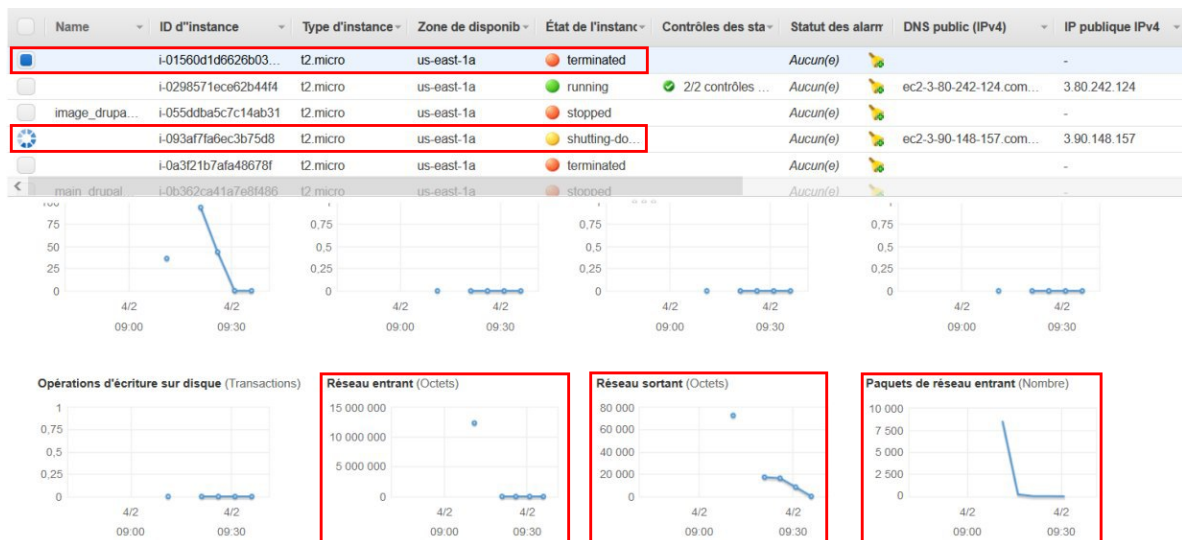 Name ID d"instance Type d'instance Zone de disponib État de l'instanc Contrôles des sta Statut des alarm DNS public (IPv4) IP publique IPv4
i-01560d1d6626b03... t2.micro us-east-1a terminated Aucun(e) -
i-0298571ece62b44f4 t2.micro us-east-1a running 2/2 contrôles ... Aucun(e) ec2-3-80-242-124.com... 3.80.242.124
image_drupa... i-055ddba5c7c14ab31 t2.micro us-east-1a stopped Aucun(e) -
i-093af7fa6ec3b75d8 t2.micro us-east-1a shutting-do... Aucun(e) ec2-3-90-148-157.com... 3.90.148.157
i-0a3f21b7afa48678f t2.micro us-east-1a terminated Aucun(e) -
main_drupal... i-0b362ca41a7e8f486 t2.micro us-east-1a stopped Aucun(e) -
100 1 1 1
75 0,75 0,75 0,75
50 0,5 0,5 0,5
25 0,25 0,25 0,25
0 0 0 0
4/2 4/2 4/2 4/2 4/2 4/2 4/2 4/2
09:00 09:30 09:00 09:30 09:00 09:30 09:00 09:30
Opérations d'écriture sur disque (Transactions) Réseau entrant (Octets) Réseau sortant (Octets) Paquets de réseau entrant (Nombre)
1 15 000 000 80 000 10 000
0,75 10 000 000 60 000 7 500
0,5 5 000 000 40 000 5 000
0,25 20 000 2 500
0 0 0 0
4/2 4/2 4/2 4/2 4/2 4/2 4/2 4/2
09:00 09:30 09:00 09:30 09:00 09:30 09:00 09:30